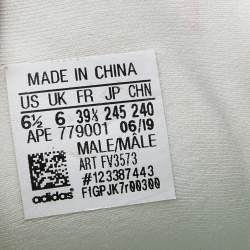 MADE IN CHINA
US UK FR JP CHN
6½ 6 39⅓ 245 240
APE 779001 06/19
MALE/MÂLE
ART FV3573
#123387443
adidas F1GPJK7r00300